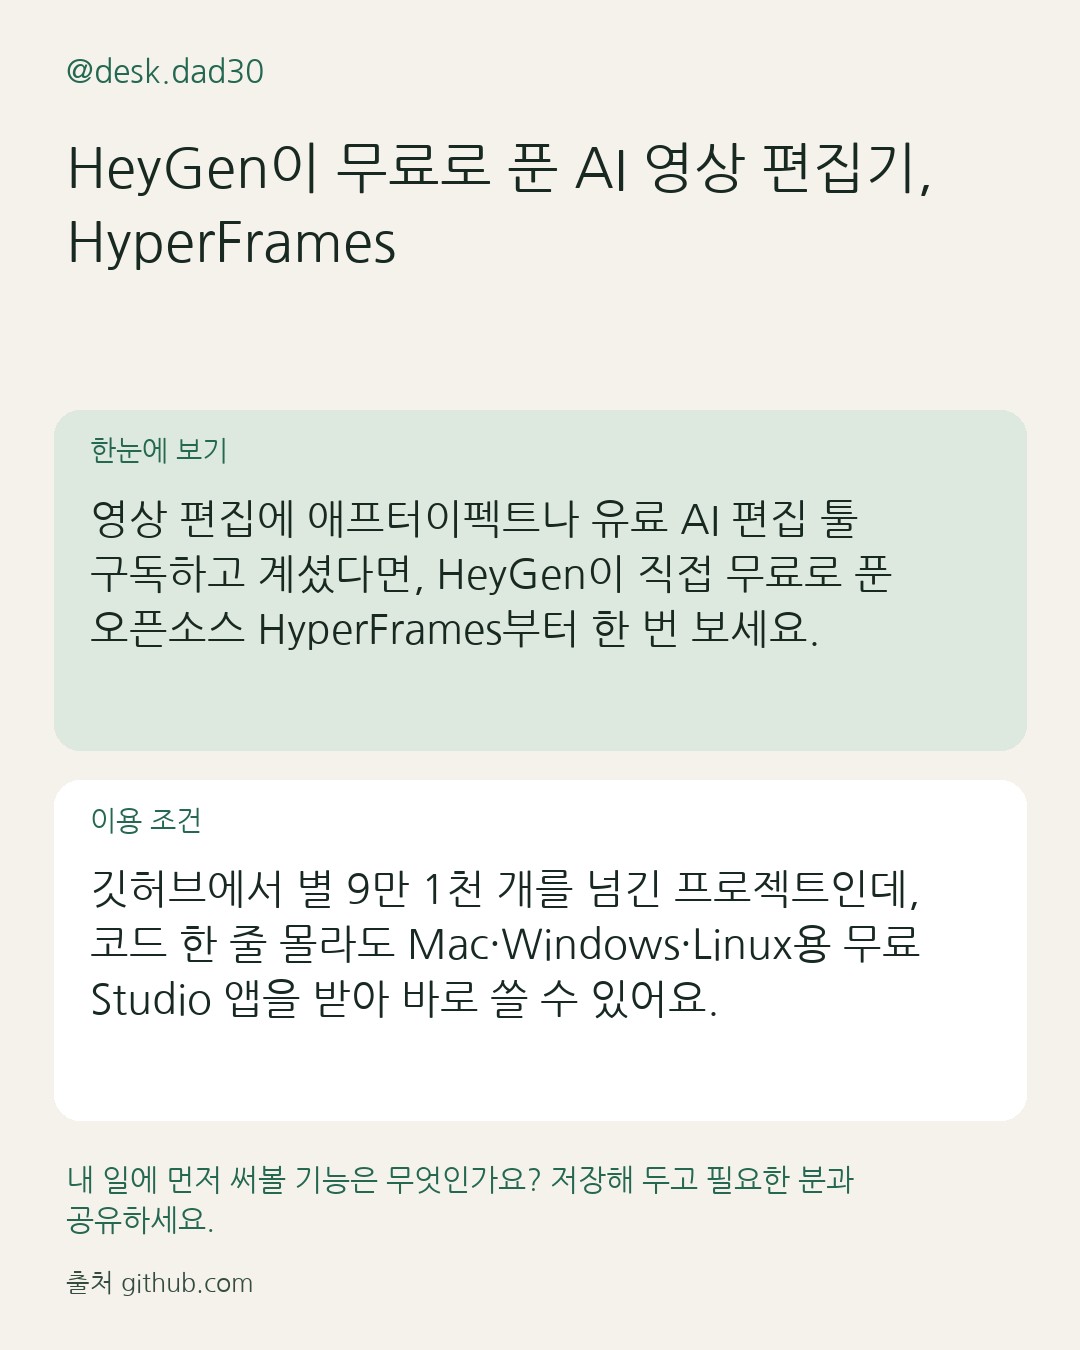 @desk.dad30
HeyGen이 무료로 푼 AI 영상 편집기,
HyperFrames
한눈에 보기
영상 편집에 애프터이펙트나 유료 AI 편집 툴
구독하고 계셨다면, HeyGen이 직접 무료로 푼
오픈소스 HyperFrames부터 한 번 보세요.
이용 조건
깃허브에서 별 9만 1천 개를 넘긴 프로젝트인데,
코드 한 줄 몰라도 Mac·Windows·Linux용 무료
Studio 앱을 받아 바로 쓸 수 있어요.
내 일에 먼저 써볼 기능은 무엇인가요? 저장해 두고 필요한 분과
공유하세요.
출처 github.com